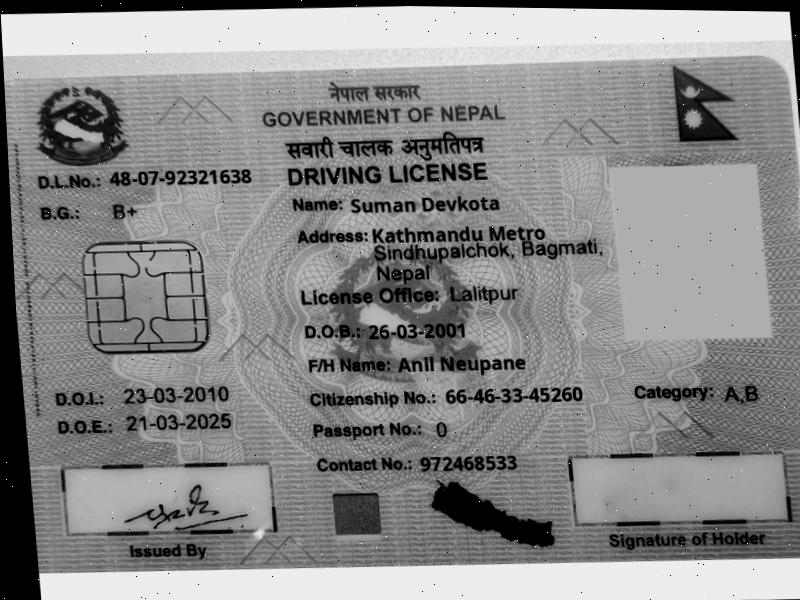 नेपाल सरकार
GOVERNMENT OF NEPAL
सवारी चालक अनुमतिपत्र
DRIVING LICENSE
D.L.No.: 48-07-92321638
B.G.: B+
Name: Suman Devkota
Address: Kathmandu Metro
Sindhupalchok, Bagmati,
Nepal
License Office: Lalitpur
D.O.B.: 26-03-2001
F/H Name: Anil Neupane
D.O.I.: 23-03-2010
D.O.E.: 21-03-2025
Citizenship No.: 66-46-33-45260
Category: A,B
Passport No.: 0
Contact No.: 972468533
Issued By
Signature of Holder